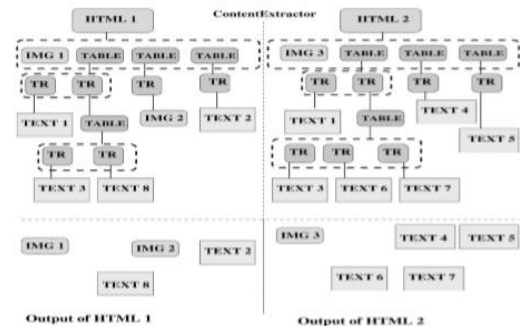 ContentExtractor
HTML 1
HTML 2
IMG 1 TABLE TABLE TABLE
IMG 3 TABLE TABLE TABLE
TR TR TR TR
TR TR TR TR
TEXT 1 TABLE IMG 2 TEXT 2
TEXT 1 TABLE TEXT 4 TEXT 5
TR TR
TR TR TR
TEXT 3 TEXT 8
TEXT 3 TEXT 6 TEXT 7
IMG 1 IMG 2 TEXT 2
TEXT 8
IMG 3 TEXT 4 TEXT 5
TEXT 6 TEXT 7
Output of HTML 1
Output of HTML 2